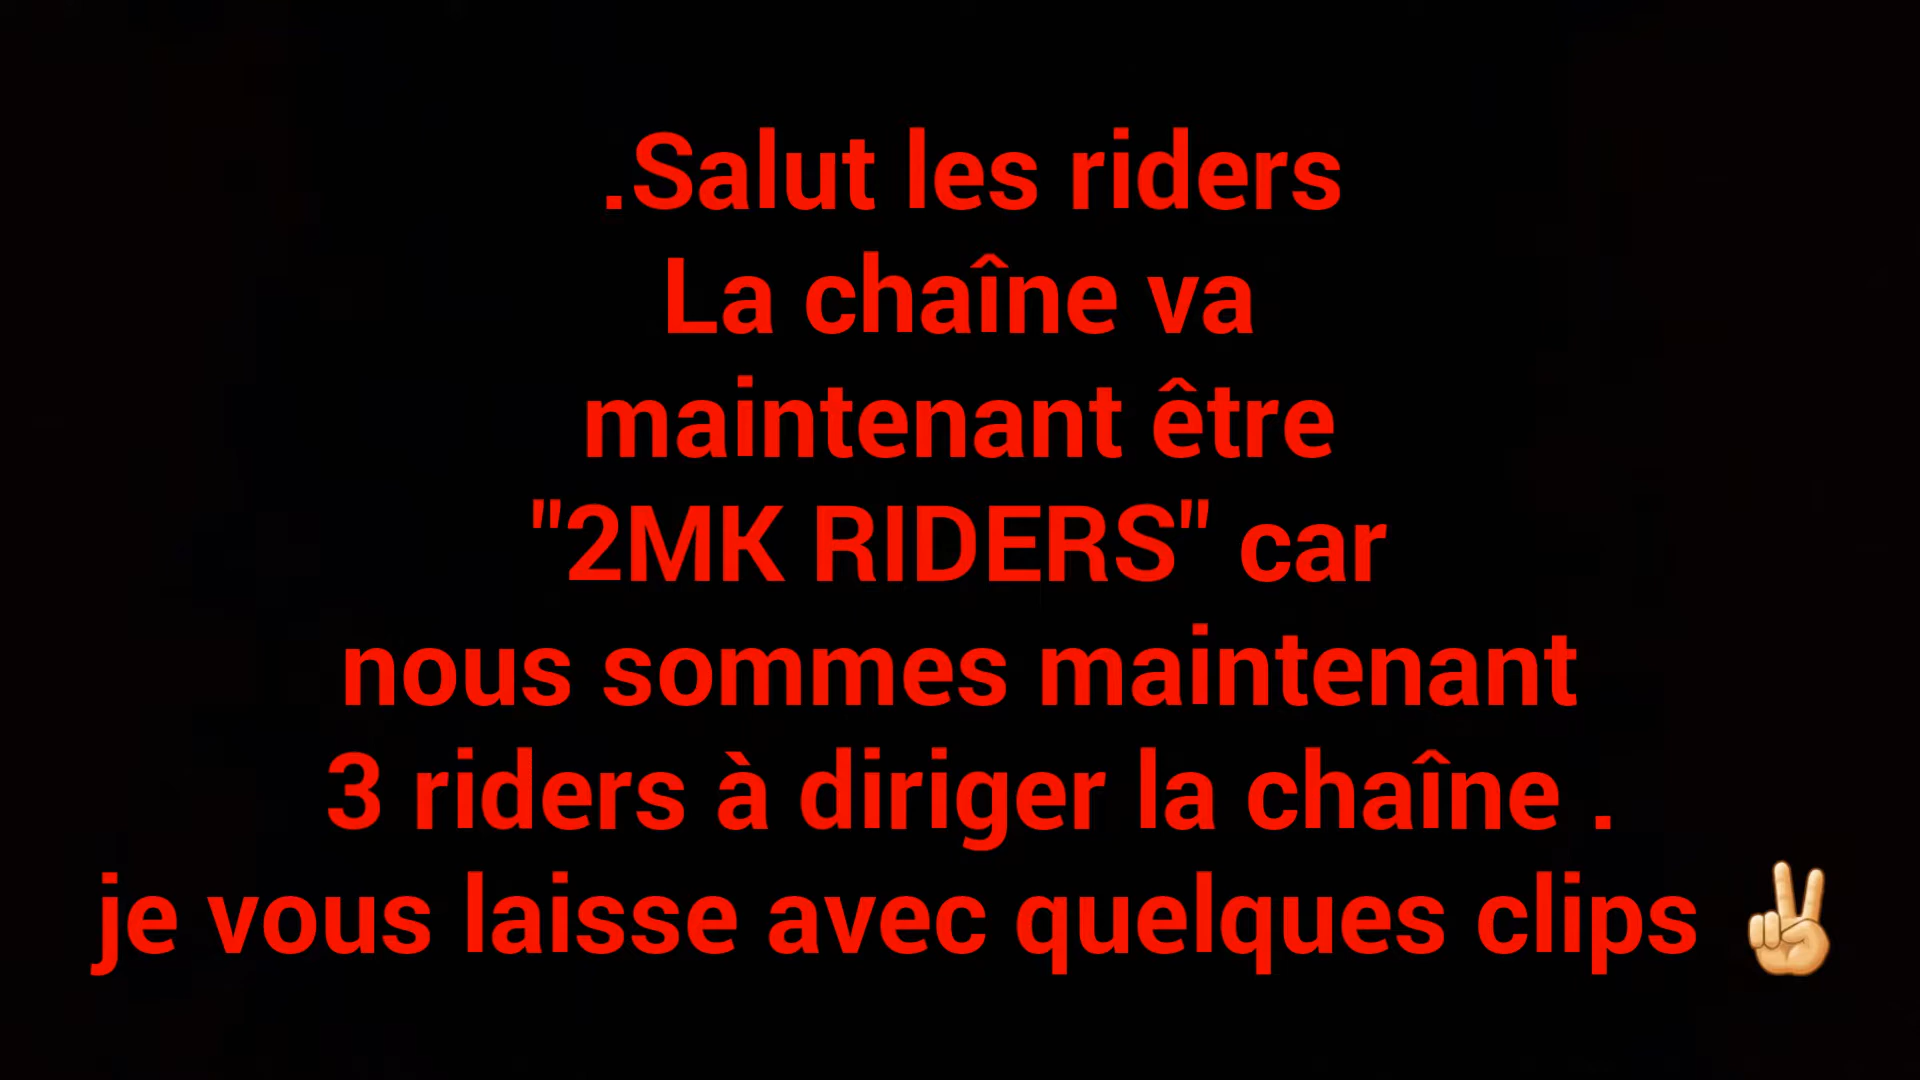 .Salut les riders
La chaîne va
maintenant être
"2MK RIDERS" car
nous sommes maintenant
3 riders à diriger la chaîne .
je vous laisse avec quelques clips ✌